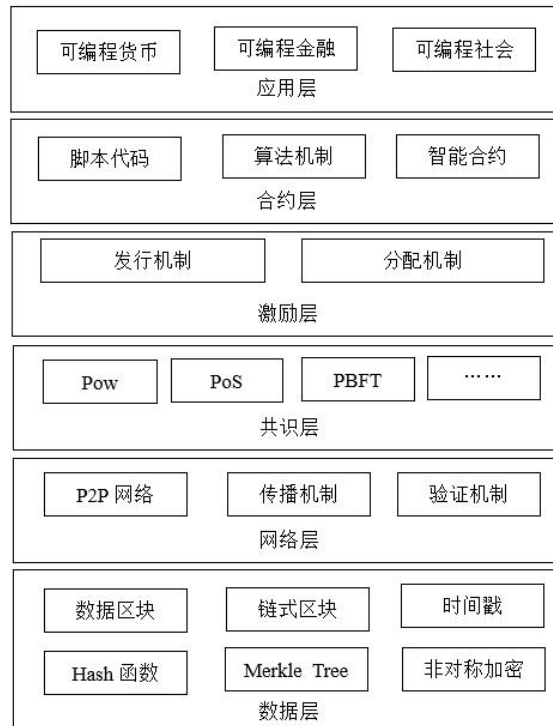 可编程货币 可编程金融 可编程社会
应用层
脚本代码 算法机制 智能合约
合约层
发行机制 分配机制
激励层
Pow PoS PBFT ……
共识层
P2P 网络 传播机制 验证机制
网络层
数据区块 链式区块 时间戳
Hash 函数 Merkle Tree 非对称加密
数据层